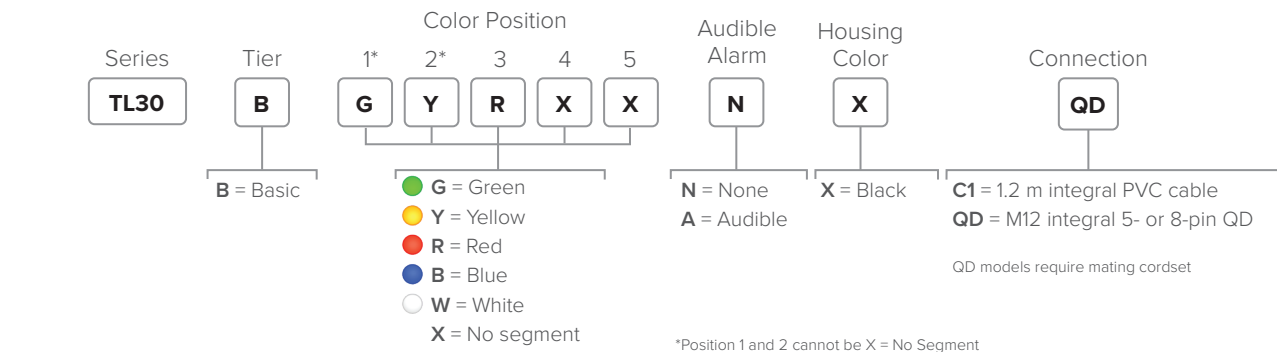 Color Position
Audible Alarm
Housing Color
Series Tier 1* 2* 3 4 5 Connection
TL30 B G Y R X X N X QD
B = Basic
G = Green
Y = Yellow
R = Red
B = Blue
W = White
X = No segment
N = None
A = Audible
X = Black
C1 = 1.2 m integral PVC cable
QD = M12 integral 5- or 8-pin QD
QD models require mating cordset
*Position 1 and 2 cannot be X = No Segment